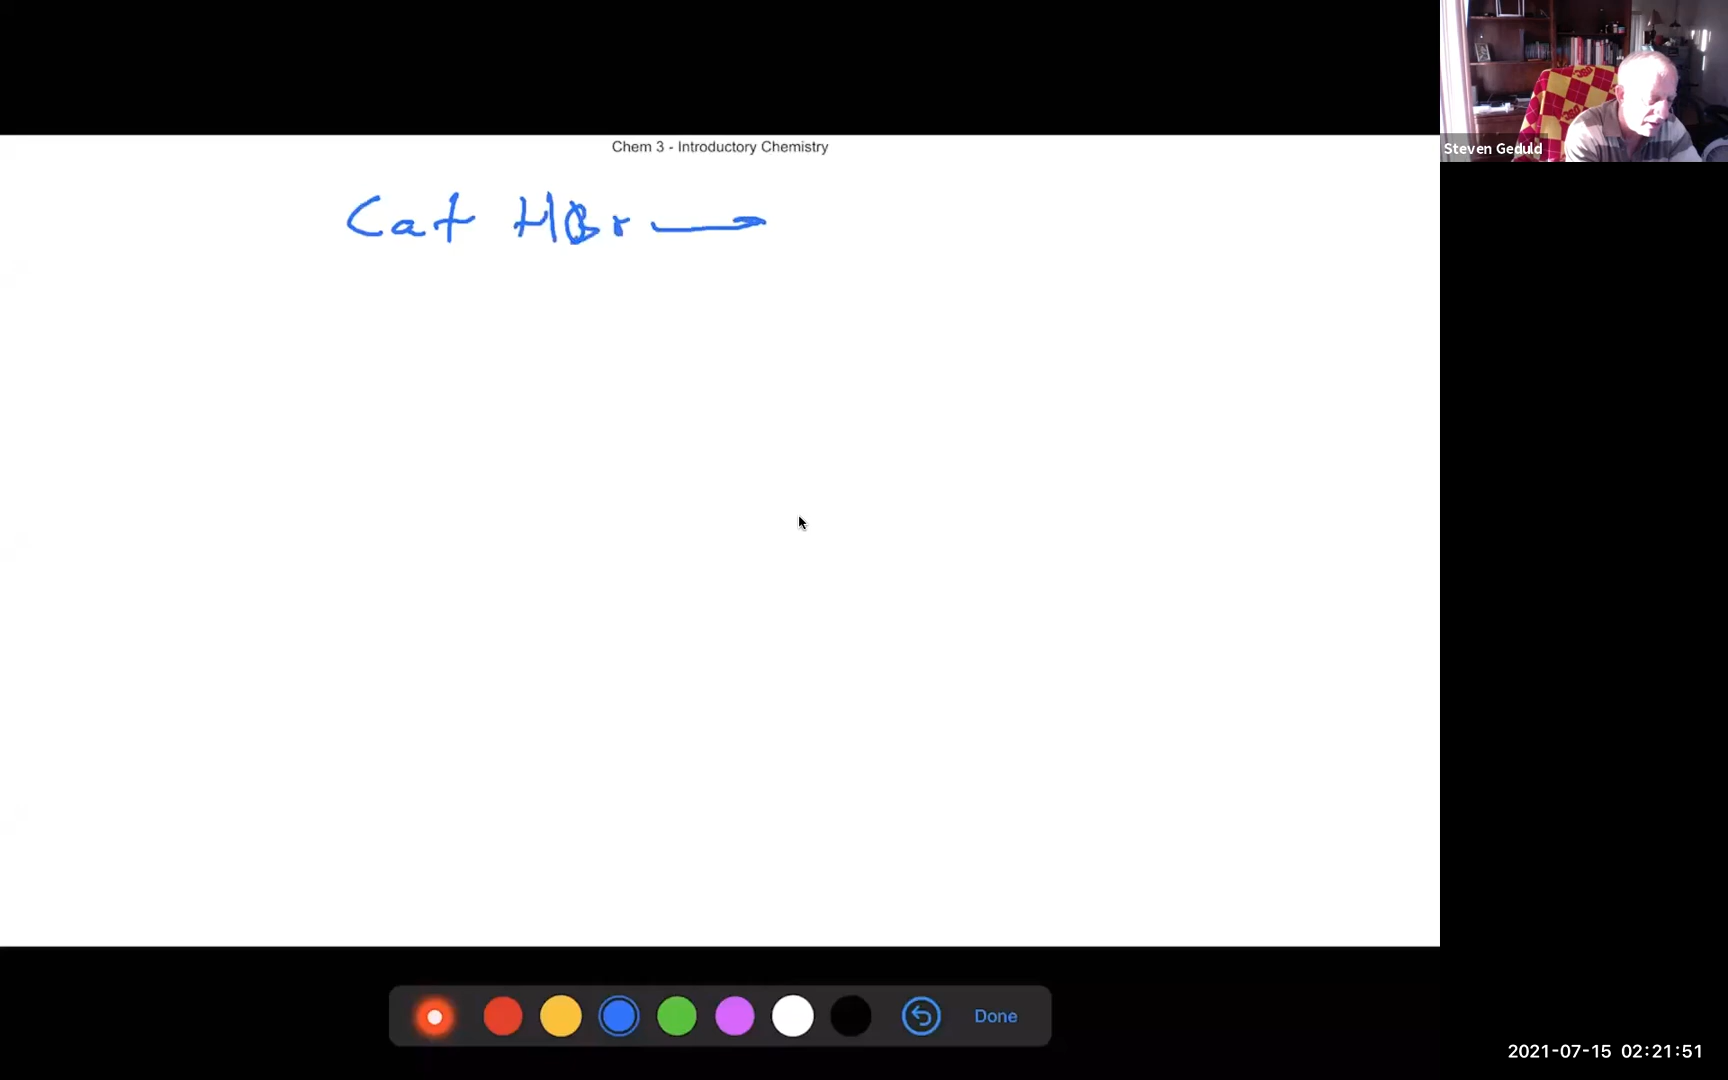 Chem 3 - Introductory Chemistry
Steven Geduld
Ca + HBr →
Done
2021-07-15 02:21:51